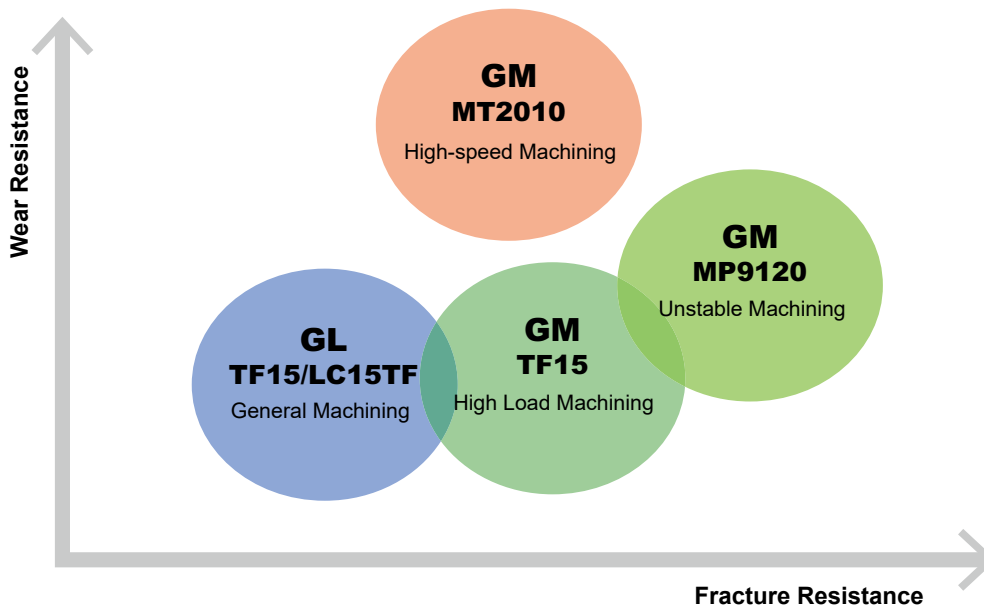 Wear Resistance
GM
MT2010
High-speed Machining
GM
MP9120
Unstable Machining
GL
TF15/LC15TF
General Machining
GM
TF15
High Load Machining
Fracture Resistance